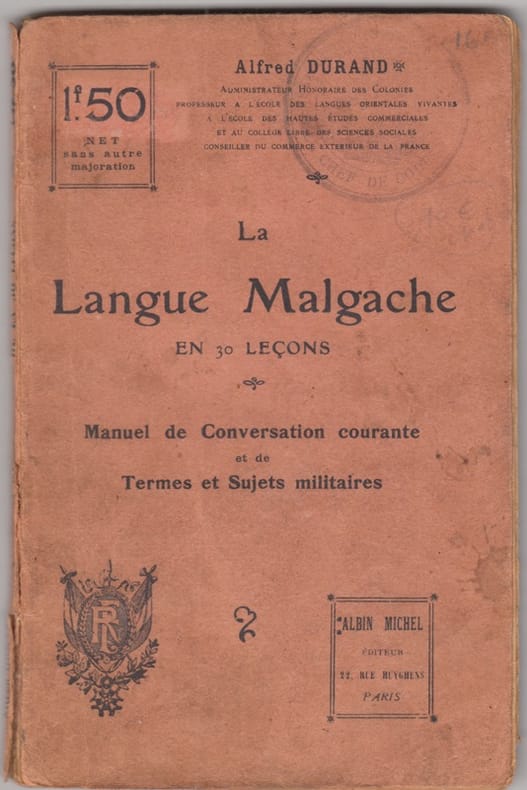 Alfred DURAND
ADMINISTRATEUR HONORAIRE DES COLONIES
PROFESSEUR A L'ÉCOLE DES LANGUES ORIENTALES VIVANTES
A L'ÉCOLE DES HAUTES ÉTUDES COMMERCIALES
ET AU COLLÈGE LIBRE DES SCIENCES SOCIALES
CONSEILLER DU COMMERCE EXTÉRIEUR DE LA FRANCE
1f.50
NET
sans autre
majoration
La
Langue Malgache
EN 30 LEÇONS
Manuel de Conversation courante
et de
Termes et Sujets militaires
RF
ALBIN MICHEL
ÉDITEUR
22, RUE HUYGHENS
PARIS